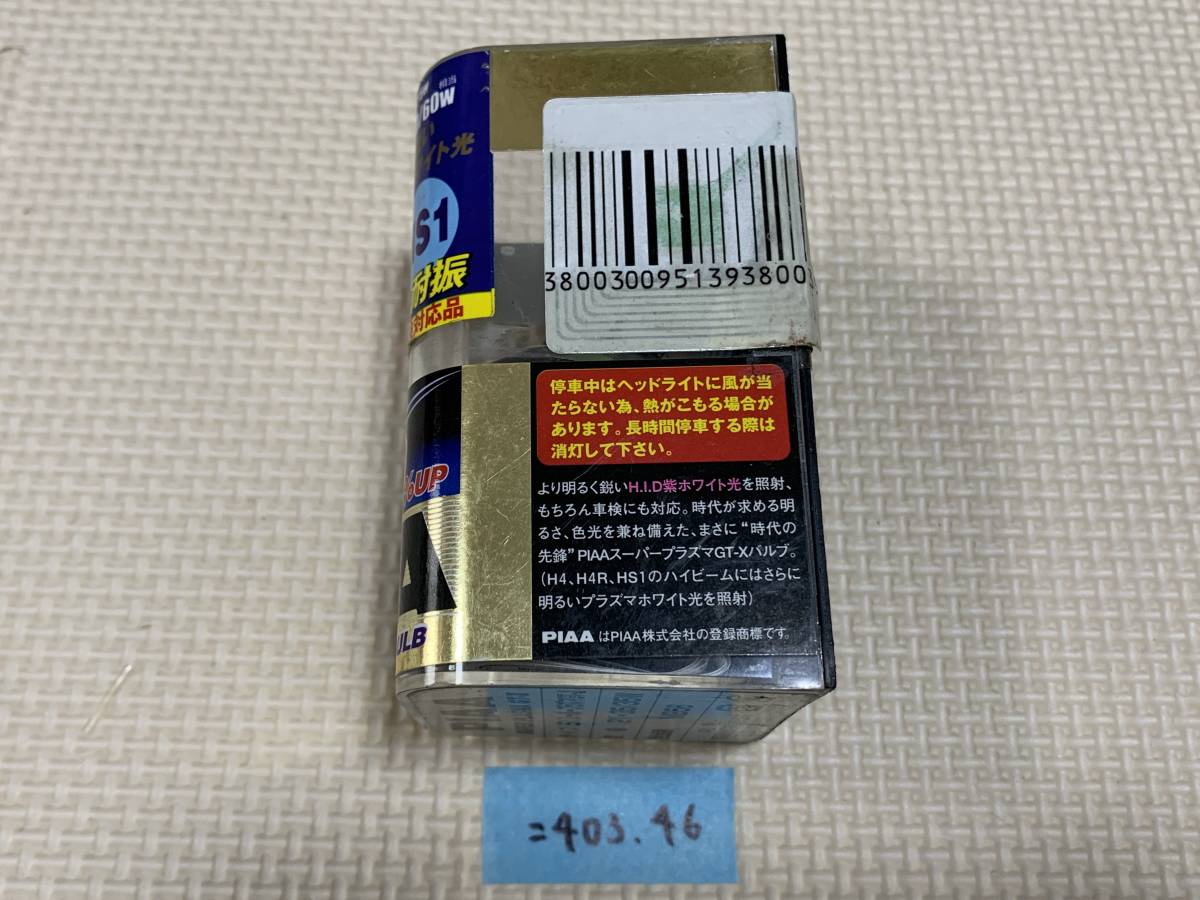 相当
60W
イト光
S1
耐振
対応品
3800300951393800
停車中はヘッドライトに風が当
たらない為、熱がこもる場合が
あります。長時間停車する際は
消灯して下さい。
%UP
より明るく鋭いH.I.D紫ホワイト光を照射、
もちろん車検にも対応。時代が求める明
るさ、色光を兼ね備えた、まさに“時代の
先鋒”PIAAスーパープラズマGT-Xバルブ。
(H4、H4R、HS1のハイビームにはさらに
明るいプラズマホワイト光を照射)
PIAAはPIAA株式会社の登録商標です。
A
ULB
=403.46